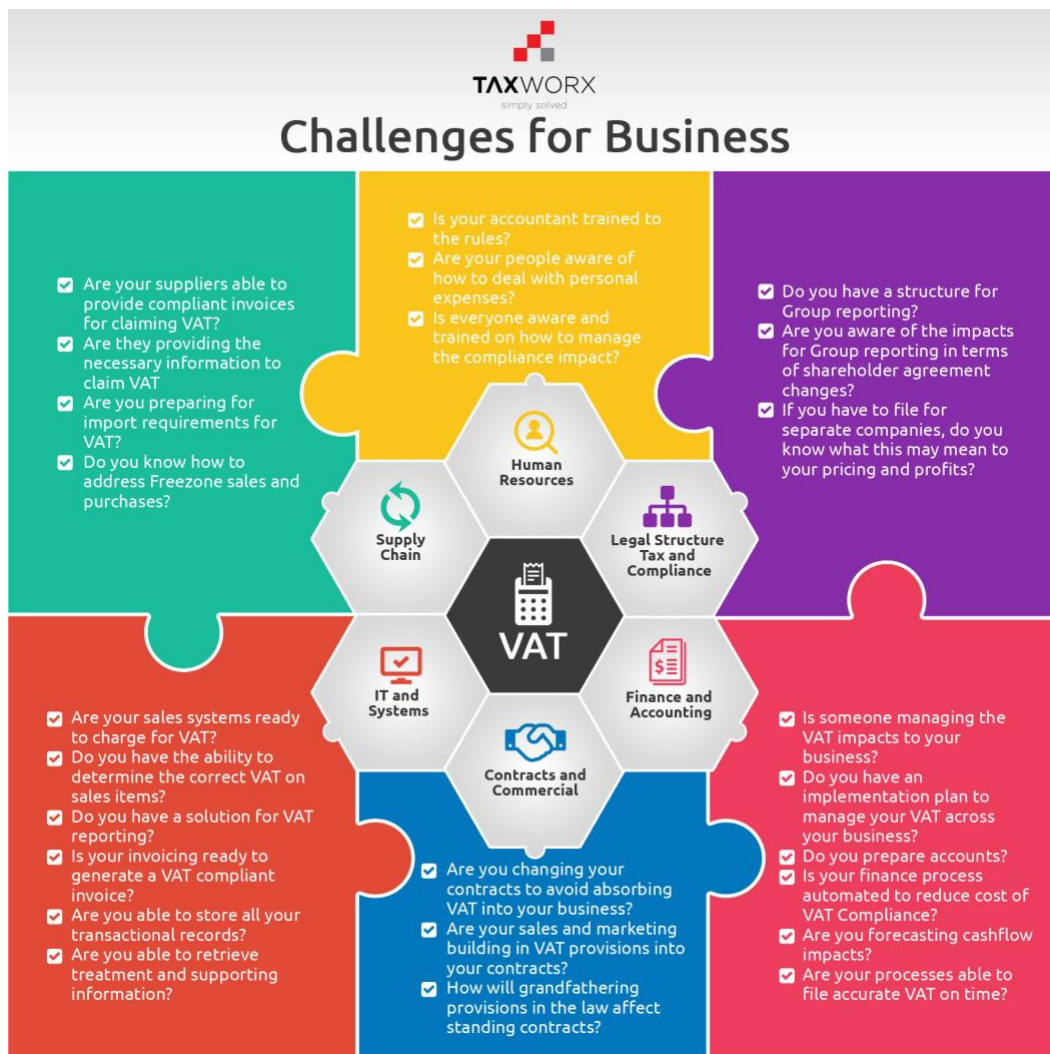 TAXWORX
simply solved
Challenges for Business
Are your suppliers able to
provide compliant invoices
for claiming VAT?
Are they providing the
necessary information to
claim VAT
Are you preparing for
import requirements for
VAT?
Do you know how to
address Freezone sales and
purchases?
Is your accountant trained to
the rules?
Are your people aware of
how to deal with personal
expenses?
Is everyone aware and
trained on how to manage
the compliance impact?
Do you have a structure for
Group reporting?
Are you aware of the impacts
for Group reporting in terms
of shareholder agreement
changes?
If you have to file for
separate companies, do you
know what this may mean to
your pricing and profits?
Human
Resources
Supply
Chain
Legal Structure
Tax and
Compliance
VAT
IT and
Systems
Finance and
Accounting
Contracts and
Commercial
Are your sales systems ready
to charge for VAT?
Do you have the ability to
determine the correct VAT on
sales items?
Do you have a solution for VAT
reporting?
Is your invoicing ready to
generate a VAT compliant
invoice?
Are you able to store all your
transactional records?
Are you able to retrieve
treatment and supporting
information?
Are you changing your
contracts to avoid absorbing
VAT into your business?
Are your sales and marketing
building in VAT provisions into
your contracts?
How will grandfathering
provisions in the law affect
standing contracts?
Is someone managing the
VAT impacts to your
business?
Do you have an
implementation plan to
manage your VAT across
your business?
Do you prepare accounts?
Is your finance process
automated to reduce cost of
VAT Compliance?
Are you forecasting cashflow
impacts?
Are your processes able to
file accurate VAT on time?